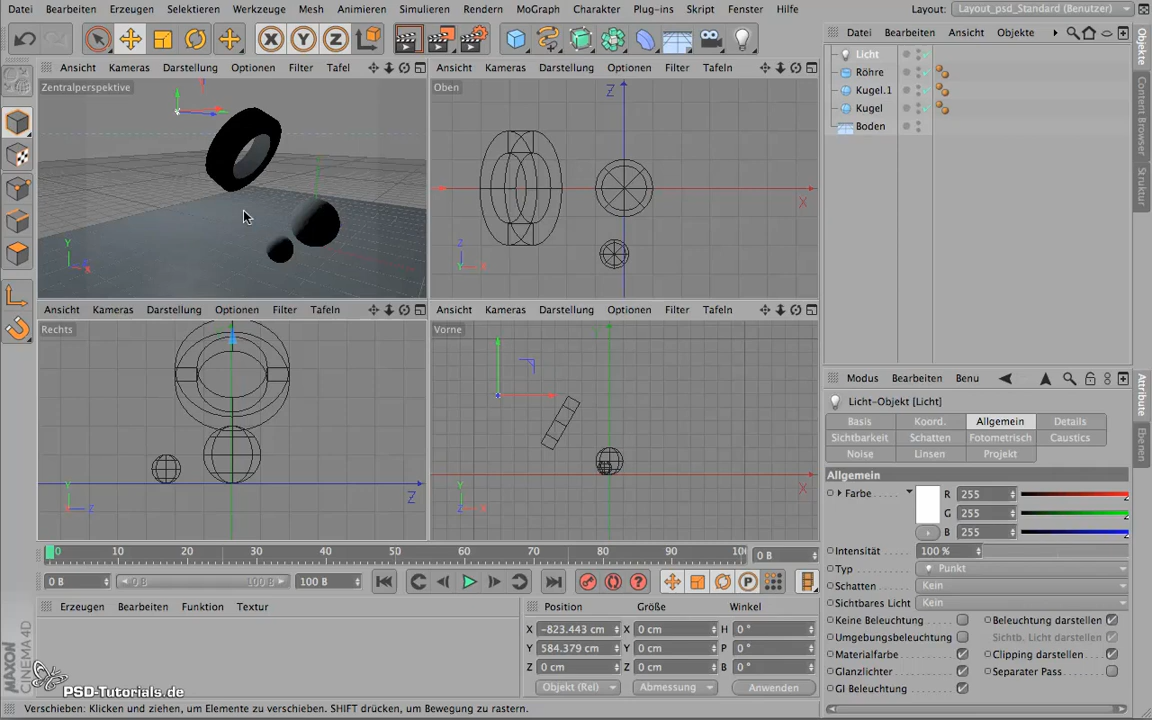 Datei Bearbeiten Erzeugen Selektieren Werkzeuge Mesh Animieren Simulieren Rendern MoGraph Charakter Plug-ins Skript Fenster Hilfe Layout: Layout_psd_Standard (Benutzer)
Ansicht Kameras Darstellung Optionen Filter Tafel
Ansicht Kameras Darstellung Optionen Filter Tafeln
Datei Bearbeiten Ansicht Objekte
Zentralperspektive
Oben
Licht
Röhre
Kugel.1
Kugel
Boden
Objekte
Content Browser
Struktur
Z
X
Y
X
Z
Ansicht Kameras Darstellung Optionen Filter Tafeln
Ansicht Kameras Darstellung Optionen Filter Tafeln
Rechts
Vorne
Z
Y
Z
X
Y
X
Modus Bearbeiten Benu
Licht-Objekt [Licht]
Basis Koord. Allgemein Details
Sichtbarkeit Schatten Fotometrisch Caustics
Noise Linsen Projekt
Attribute
Ebenen
Allgemein
Farbe R 255
G 255
B 255
Intensität 100 %
Typ Punkt
Schatten Kein
Sichtbares Licht Kein
Keine Beleuchtung Beleuchtung darstellen
Umgebungsbeleuchtung Sichtb. Licht darstellen
Materialfarbe Clipping darstellen
Glanzlichter Separater Pass
GI Beleuchtung
0 10 20 30 40 50 60 70 80 90 0 B
0 B 0 B 100 B 100 B
Erzeugen Bearbeiten Funktion Textur
Position Größe Winkel
X -823.443 cm X 0 cm H 0 °
Y 584.379 cm Y 0 cm P 0 °
Z 0 cm Z 0 cm B 0 °
Objekt (Rel) Abmessung Anwenden
MAXON CINEMA 4D
PSD-Tutorials.de
Verschieben: Klicken und ziehen, um Elemente zu verschieben. SHIFT drücken, um Bewegung zu rastern.